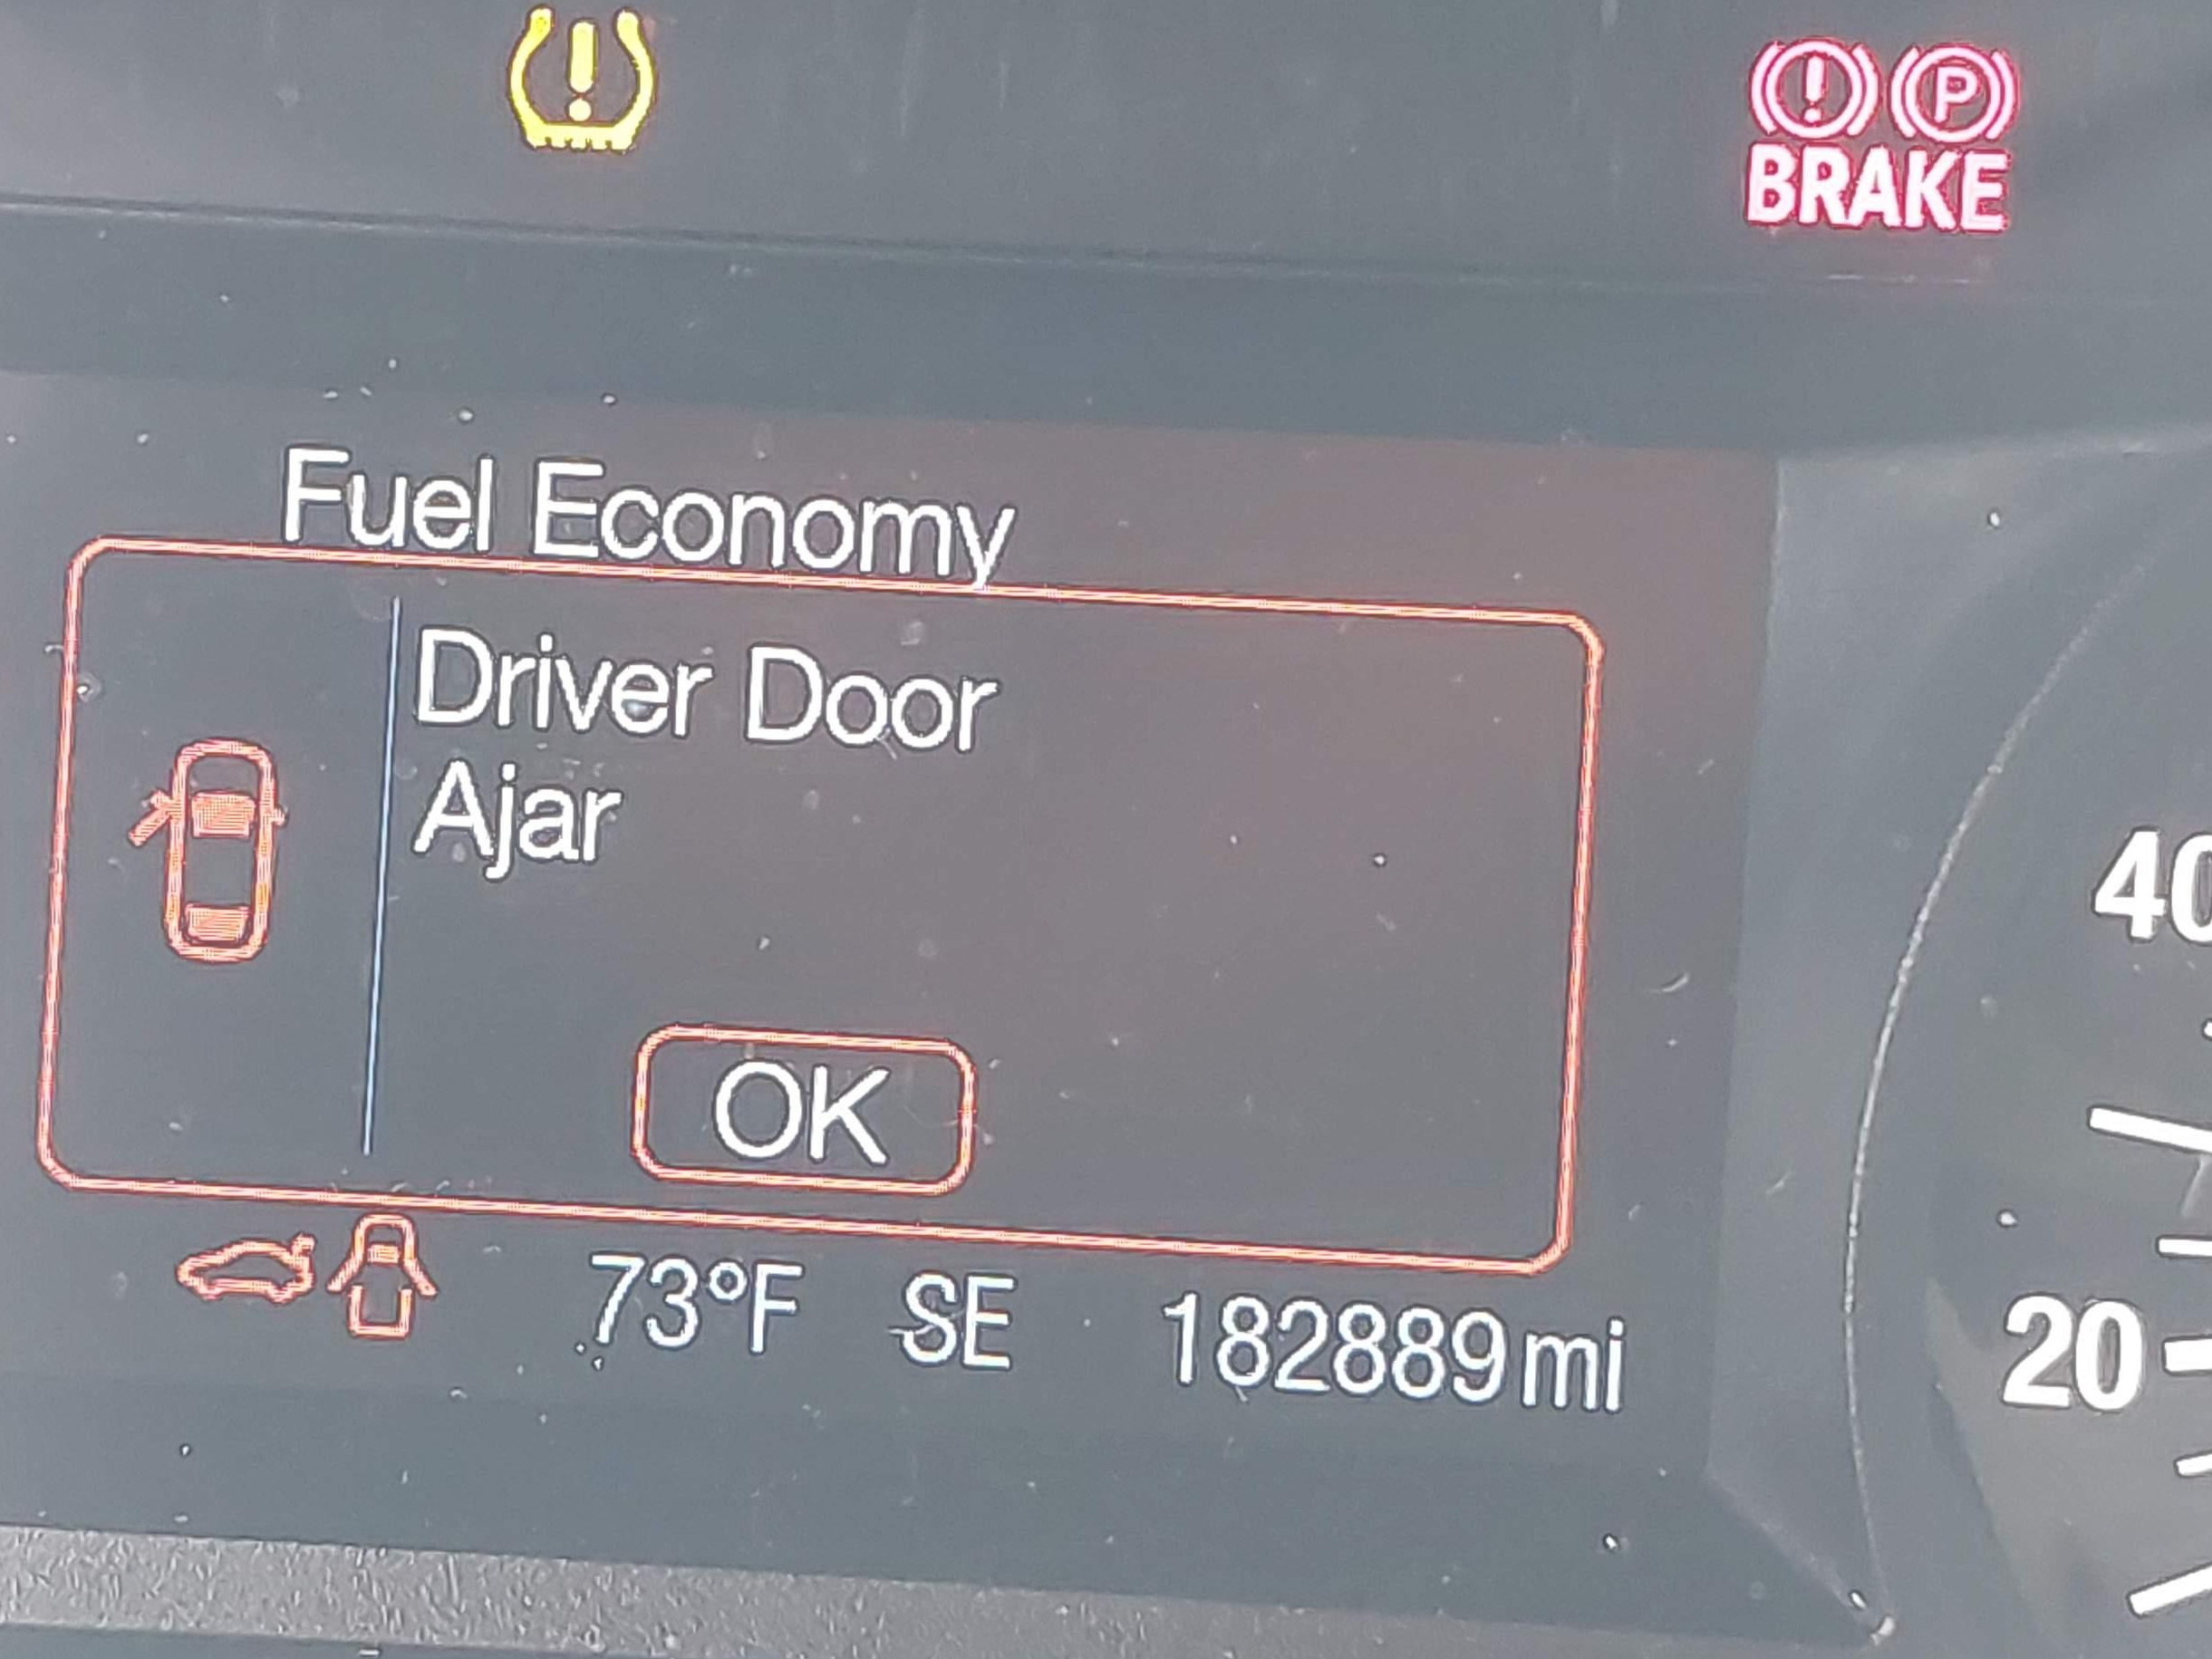 ! ! P
BRAKE
Fuel Economy
Driver Door
Ajar
OK
73°F SE 182889mi
40
20